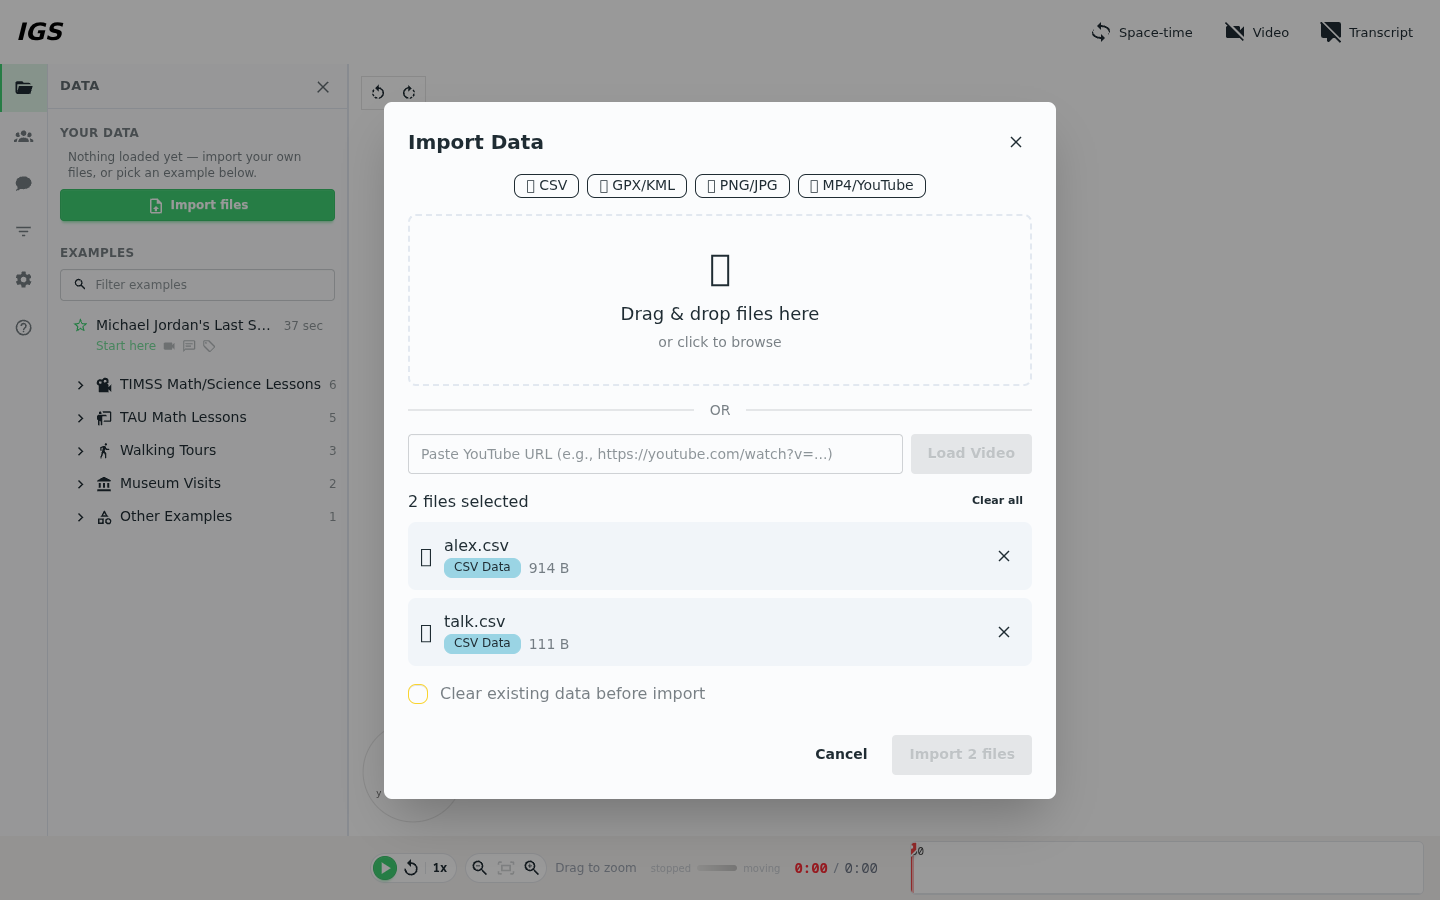 IGS
Space-time
Video
Transcript
DATA
YOUR DATA
Nothing loaded yet — import your own
files, or pick an example below.
Import files
EXAMPLES
Filter examples
Michael Jordan's Last S...
37 sec
Start here
TIMSS Math/Science Lessons 6
TAU Math Lessons 5
Walking Tours 3
Museum Visits 2
Other Examples 1
Import Data
CSV
GPX/KML
PNG/JPG
MP4/YouTube
Drag & drop files here
or click to browse
OR
Paste YouTube URL (e.g., https://youtube.com/watch?v=...)
Load Video
2 files selected
Clear all
alex.csv
CSV Data 914 B
talk.csv
CSV Data 111 B
Clear existing data before import
Cancel
Import 2 files
y
1x
Drag to zoom
stopped
moving
0:00 / 0:00
0